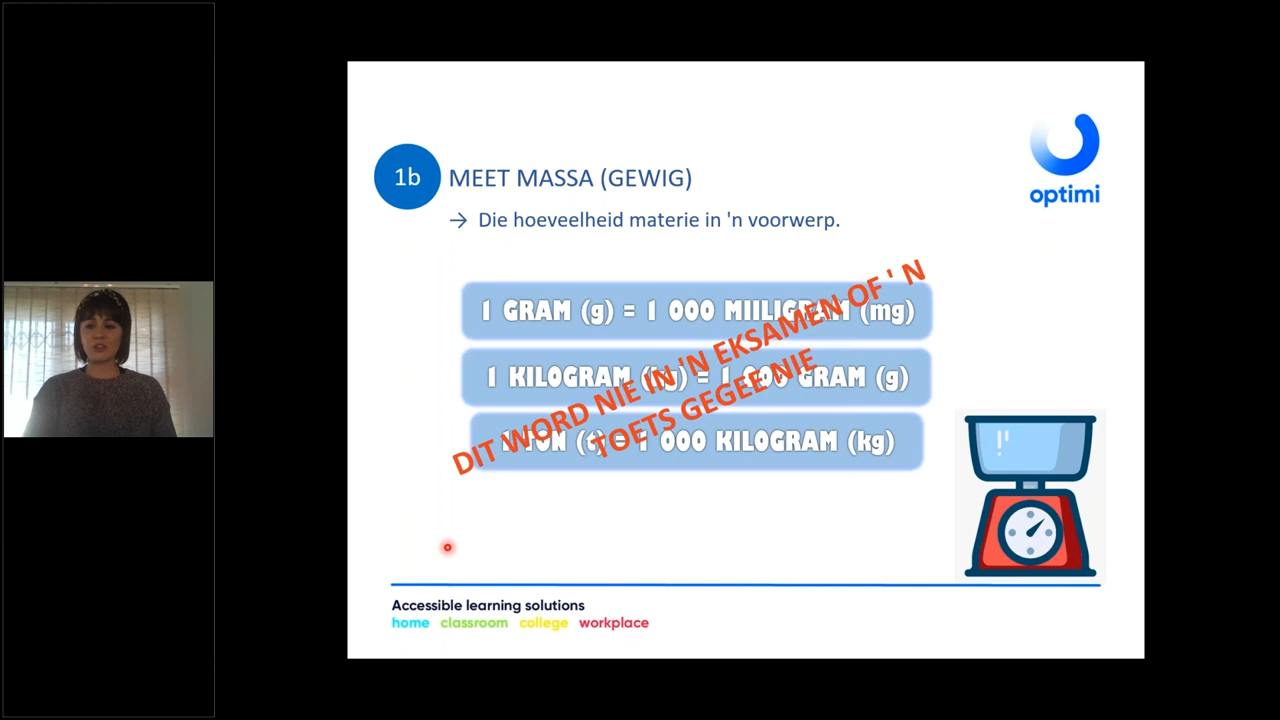 1b
MEET MASSA (GEWIG)
→ Die hoeveelheid materie in 'n voorwerp.
optimi
1 GRAM (g) = 1 000 MIILIGRAM (mg)
1 KILOGRAM (kg) = 1 000 GRAM (g)
1 TON (t) = 1 000 KILOGRAM (kg)
DIT WORD NIE IN 'N EKSAMEN OF ' N
TOETS GEGEE NIE
Accessible learning solutions
home classroom college workplace